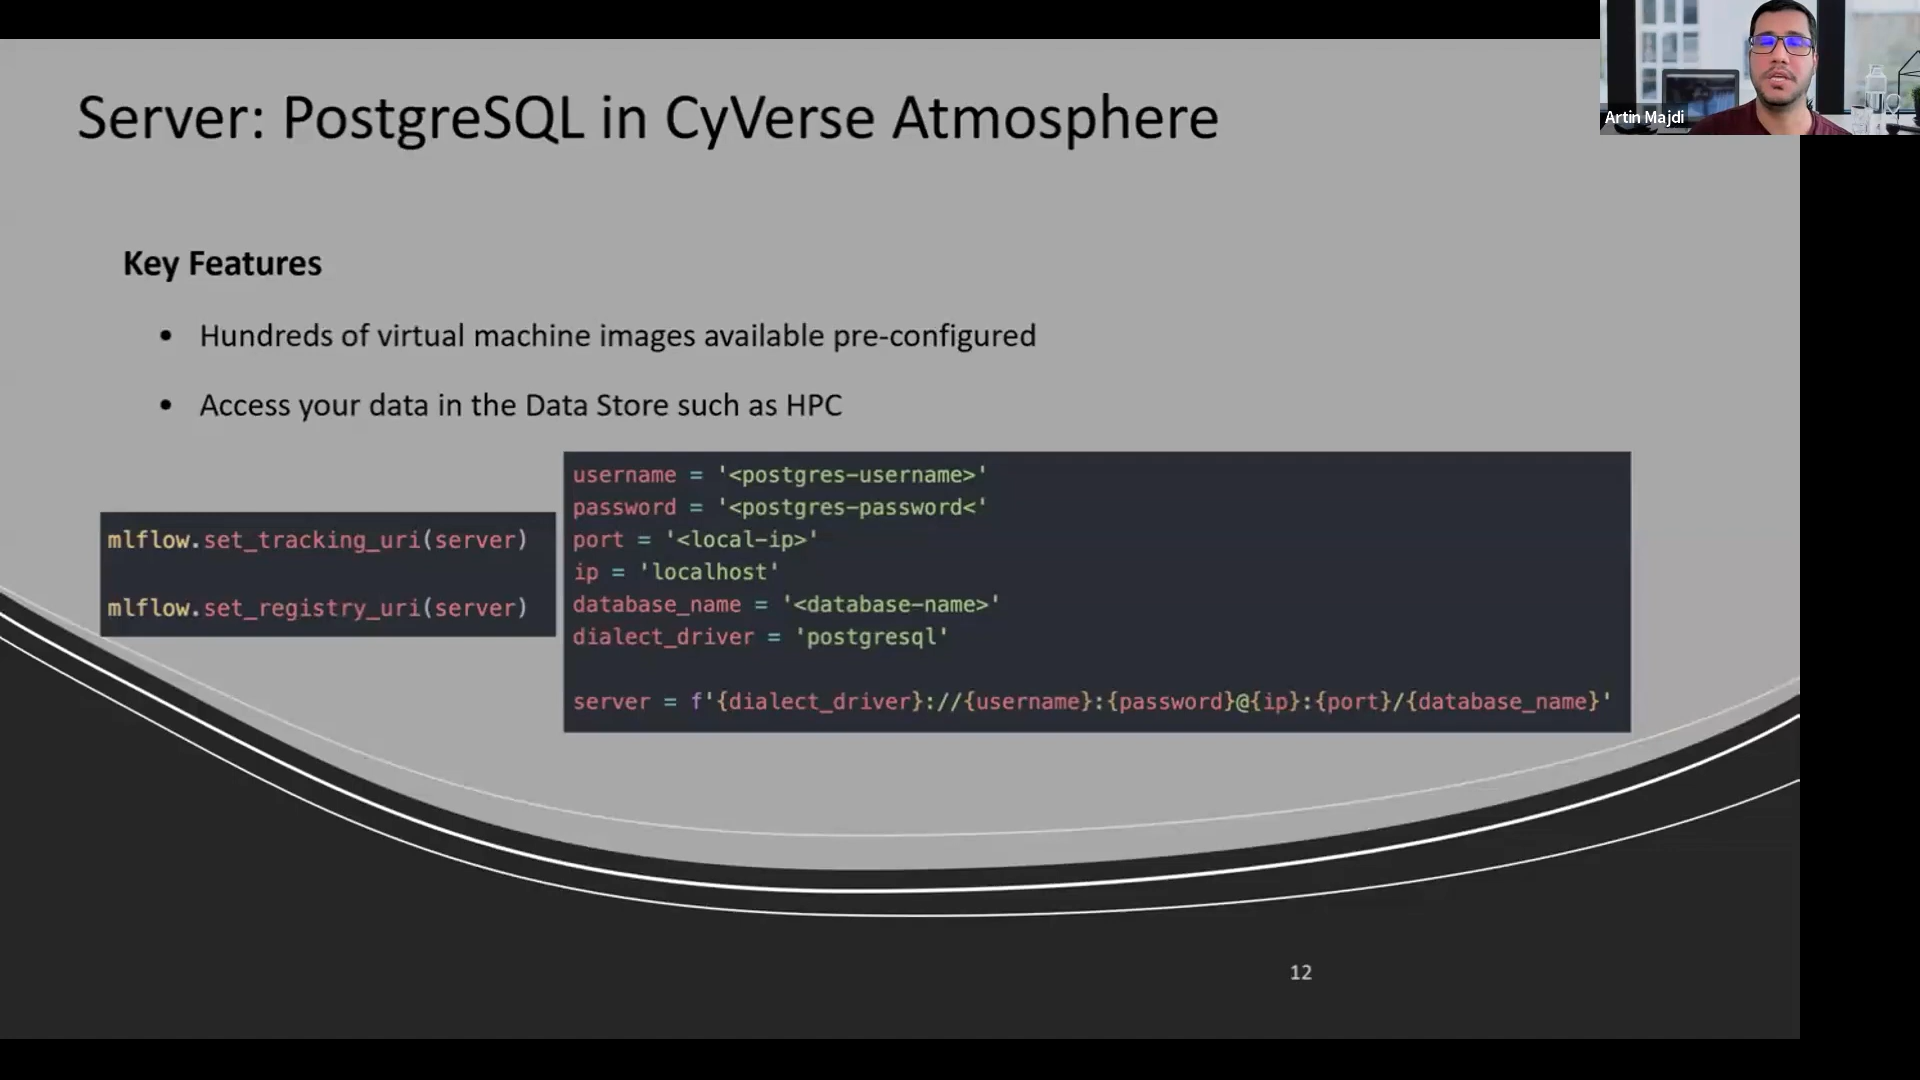 Server: PostgreSQL in CyVerse Atmosphere
Artin Majdi
Key Features
• Hundreds of virtual machine images available pre-configured
• Access your data in the Data Store such as HPC
mlflow.set_tracking_uri(server)
mlflow.set_registry_uri(server)
username = '<postgres-username>'
password = '<postgres-password<'
port = '<local-ip>'
ip = 'localhost'
database_name = '<database-name>'
dialect_driver = 'postgresql'
server = f'{dialect_driver}://{username}:{password}@{ip}:{port}/{database_name}'
12